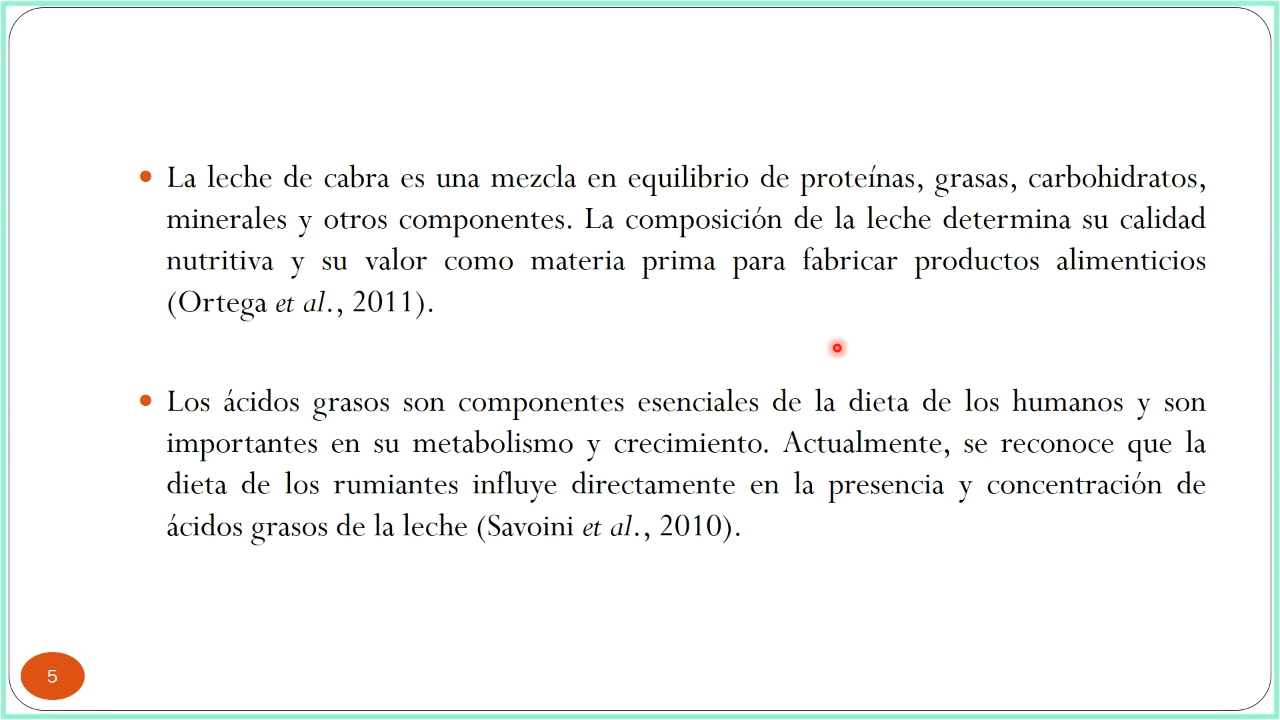 La leche de cabra es una mezcla en equilibrio de proteínas, grasas, carbohidratos,
minerales y otros componentes. La composición de la leche determina su calidad
nutritiva y su valor como materia prima para fabricar productos alimenticios
(Ortega et al., 2011).
Los ácidos grasos son componentes esenciales de la dieta de los humanos y son
importantes en su metabolismo y crecimiento. Actualmente, se reconoce que la
dieta de los rumiantes influye directamente en la presencia y concentración de
ácidos grasos de la leche (Savoini et al., 2010).
5